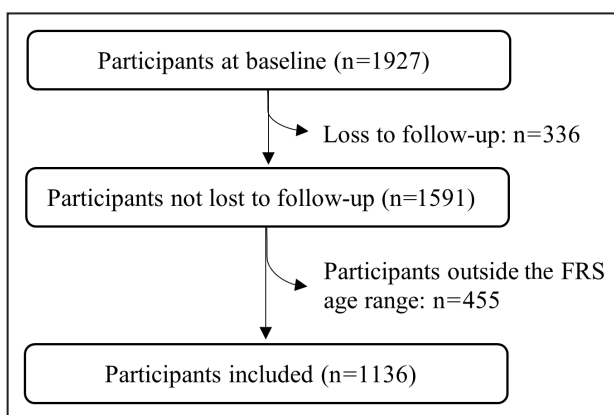 Participants at baseline (n=1927)
Loss to follow-up: n=336
Participants not lost to follow-up (n=1591)
Participants outside the FRS
age range: n=455
Participants included (n=1136)